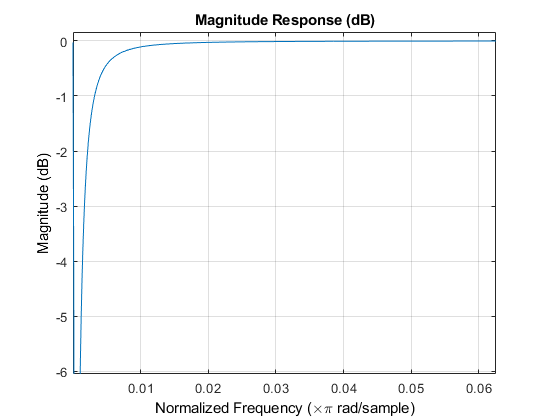 Magnitude Response (dB)
Magnitude (dB)
0
-1
-2
-3
-4
-5
-6
0.01 0.02 0.03 0.04 0.05 0.06
Normalized Frequency (×π rad/sample)